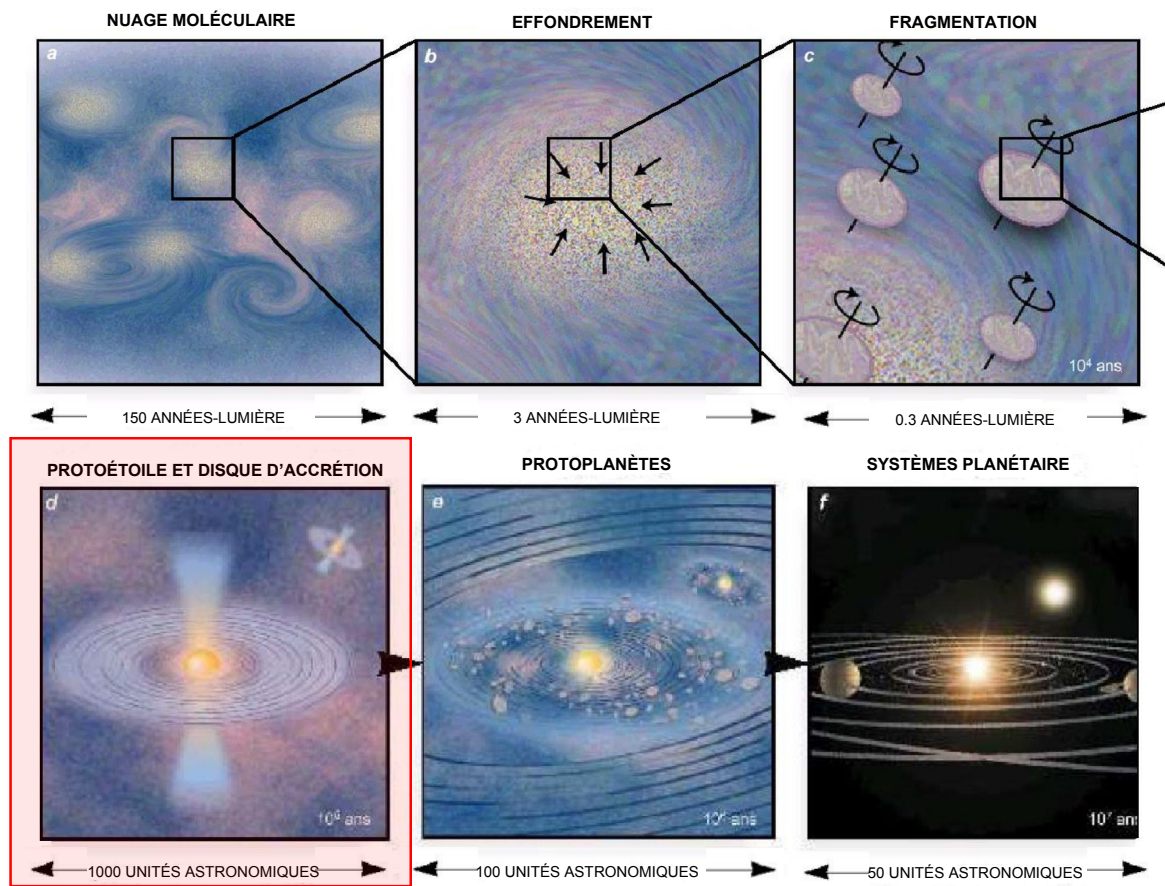 NUAGE MOLÉCULAIRE
EFFONDREMENT
FRAGMENTATION
a
b
c
10⁴ ans
150 ANNÉES-LUMIÈRE
3 ANNÉES-LUMIÈRE
0.3 ANNÉES-LUMIÈRE
PROTOÉTOILE ET DISQUE D’ACCRÉTION
PROTOPLANÈTES
SYSTÈMES PLANÉTAIRE
d
e
f
ans
ans
10⁷ ans
1000 UNITÉS ASTRONOMIQUES
100 UNITÉS ASTRONOMIQUES
50 UNITÉS ASTRONOMIQUES